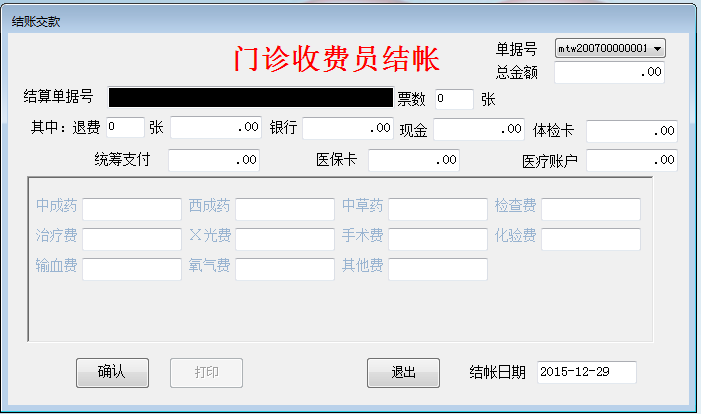 结账交款
门诊收费员结帐
单据号 mtw200700000001
总金额 .00
结算单据号 票数 0 张
其中: 退费 0 张 .00 银行 .00 现金 .00 体检卡 .00
统筹支付 .00 医保卡 .00 医疗账户 .00
中成药 西成药 中草药 检查费
治疗费 X光费 手术费 化验费
输血费 氧气费 其他费
确认 打印 退出 结帐日期 2015-12-29